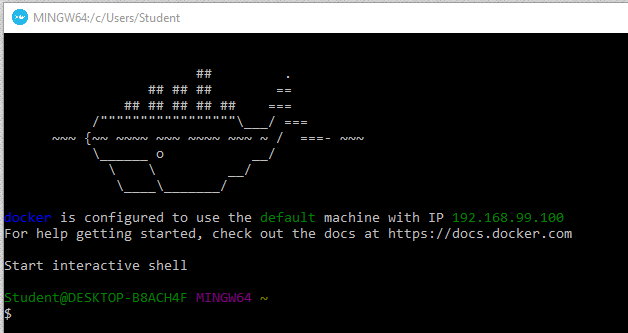 MINGW64:/c/Users/Student
                        ##         .
                  ## ## ##        ==
               ## ## ## ## ##    ===
           /"""""""""""""""""\___/ ===
      ~~~ {~~ ~~~~ ~~~ ~~~~ ~~~ ~ /  ===- ~~~
           \______ o           __/
             \    \         __/
              \____\_______/
docker is configured to use the default machine with IP 192.168.99.100
For help getting started, check out the docs at https://docs.docker.com
Start interactive shell
Student@DESKTOP-B8ACH4F MINGW64 ~
$